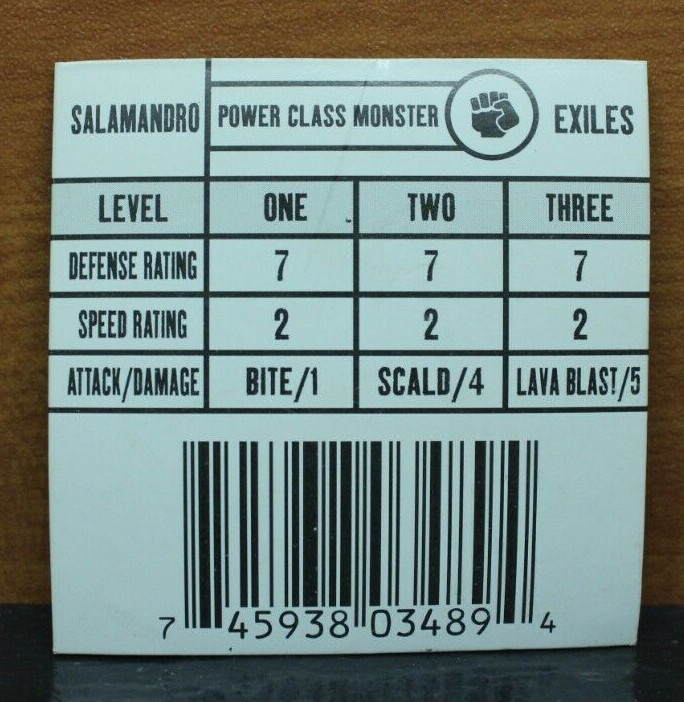 SALAMANDRO POWER CLASS MONSTER EXILES
LEVEL ONE TWO THREE
DEFENSE RATING 7 7 7
SPEED RATING 2 2 2
ATTACK/DAMAGE BITE/1 SCALD/4 LAVA BLAST/5
7 45938 03489 4